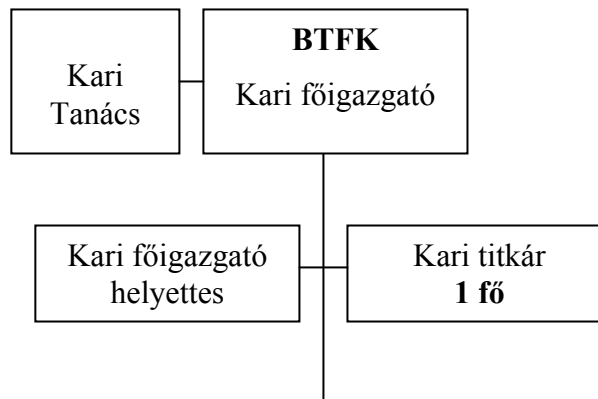 Kari
Tanács
BTFK
Kari főigazgató
Kari főigazgató
helyettes
Kari titkár
1 fő